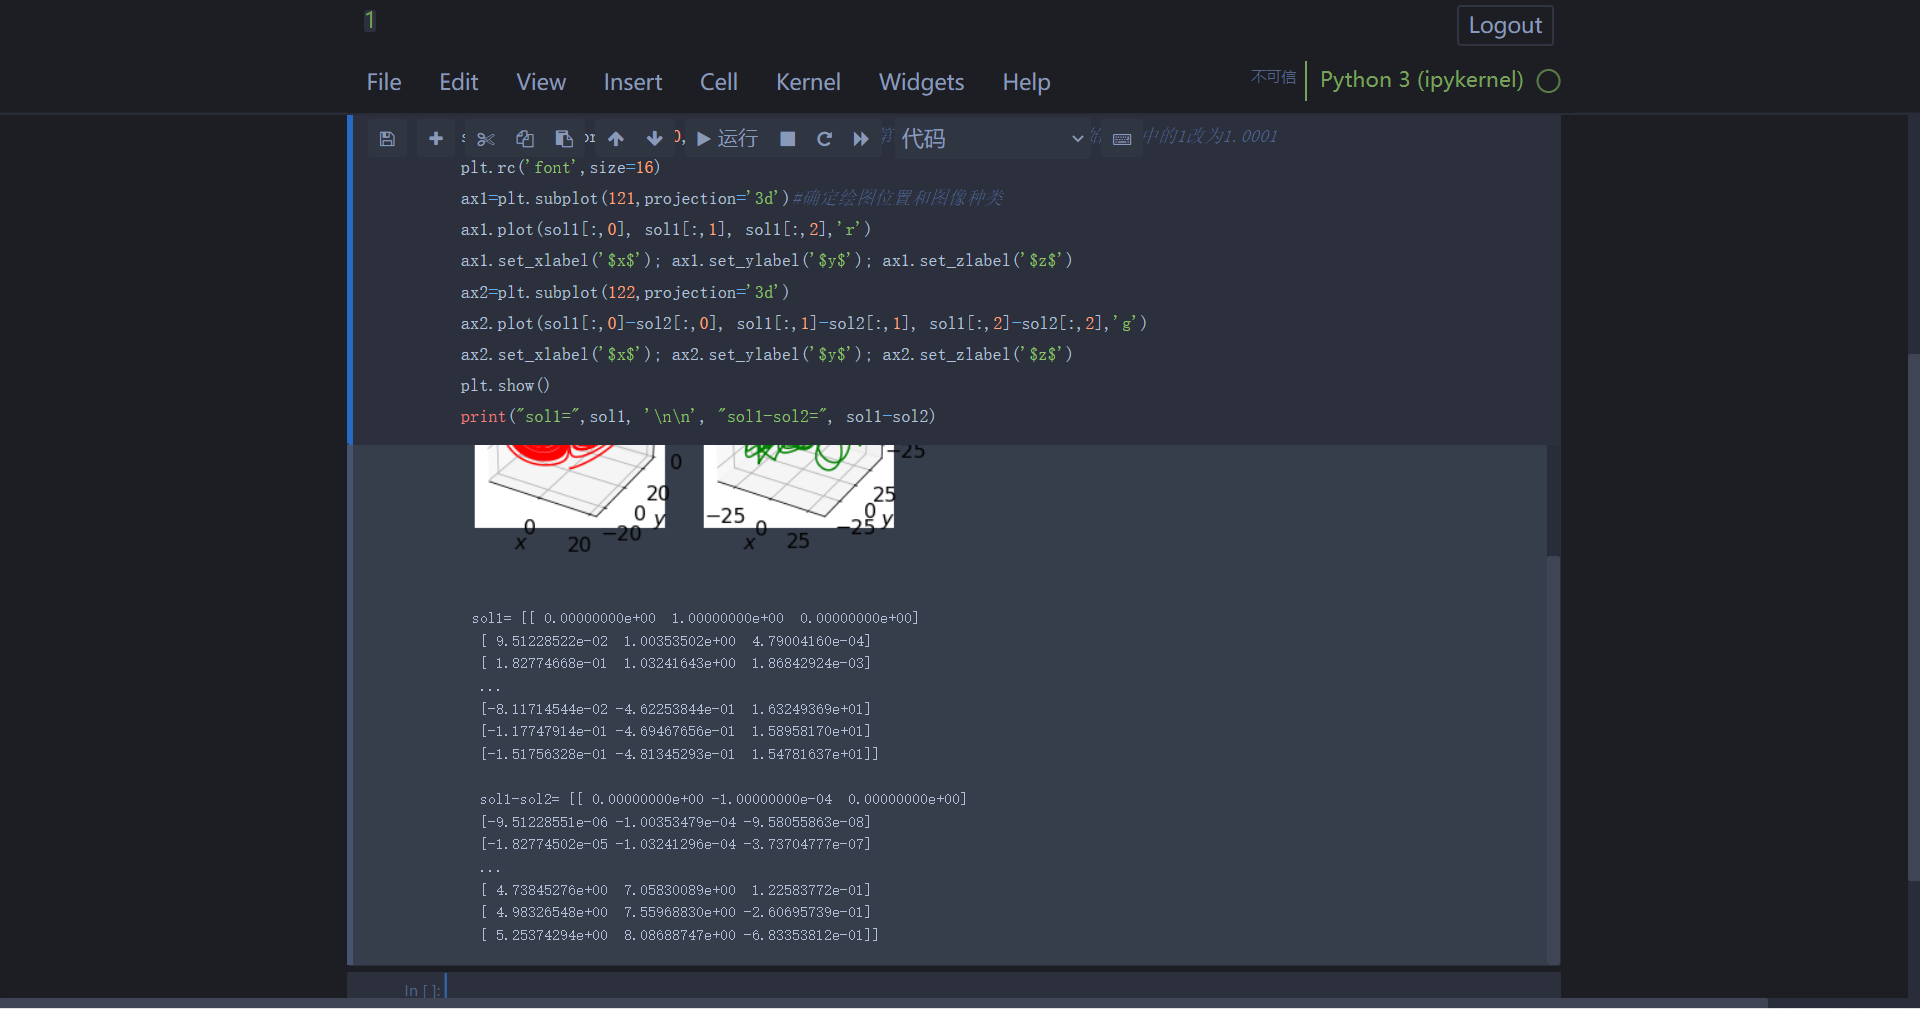 1
Logout
File Edit View Insert Cell Kernel Widgets Help
不可信 Python 3 (ipykernel)
运行 代码 中的1改为1.0001
plt.rc('font',size=16)
ax1=plt.subplot(121,projection='3d')#确定绘图位置和图像种类
ax1.plot(sol1[:,0], sol1[:,1], sol1[:,2],'r')
ax1.set_xlabel('$x$'); ax1.set_ylabel('$y$'); ax1.set_zlabel('$z$')
ax2=plt.subplot(122,projection='3d')
ax2.plot(sol1[:,0]-sol2[:,0], sol1[:,1]-sol2[:,1], sol1[:,2]-sol2[:,2],'g')
ax2.set_xlabel('$x$'); ax2.set_ylabel('$y$'); ax2.set_zlabel('$z$')
plt.show()
print("sol1=",sol1, '\n\n', "sol1-sol2=", sol1-sol2)
0 −25
20 25
0 y −25 0 y
0 −20 0 −25
x 20 x 25
sol1= [[ 0.00000000e+00 1.00000000e+00 0.00000000e+00]
[ 9.51228522e-02 1.00353502e+00 4.79004160e-04]
[ 1.82774668e-01 1.03241643e+00 1.86842924e-03]
...
[-8.11714544e-02 -4.62253844e-01 1.63249369e+01]
[-1.17747914e-01 -4.69467656e-01 1.58958170e+01]
[-1.51756328e-01 -4.81345293e-01 1.54781637e+01]]
sol1-sol2= [[ 0.00000000e+00 -1.00000000e-04 0.00000000e+00]
[-9.51228551e-06 -1.00353479e-04 -9.58055863e-08]
[-1.82774502e-05 -1.03241296e-04 -3.73704777e-07]
...
[ 4.73845276e+00 7.05830089e+00 1.22583772e-01]
[ 4.98326548e+00 7.55968830e+00 -2.60695739e-01]
[ 5.25374294e+00 8.08688747e+00 -6.83353812e-01]]
In [ ]: